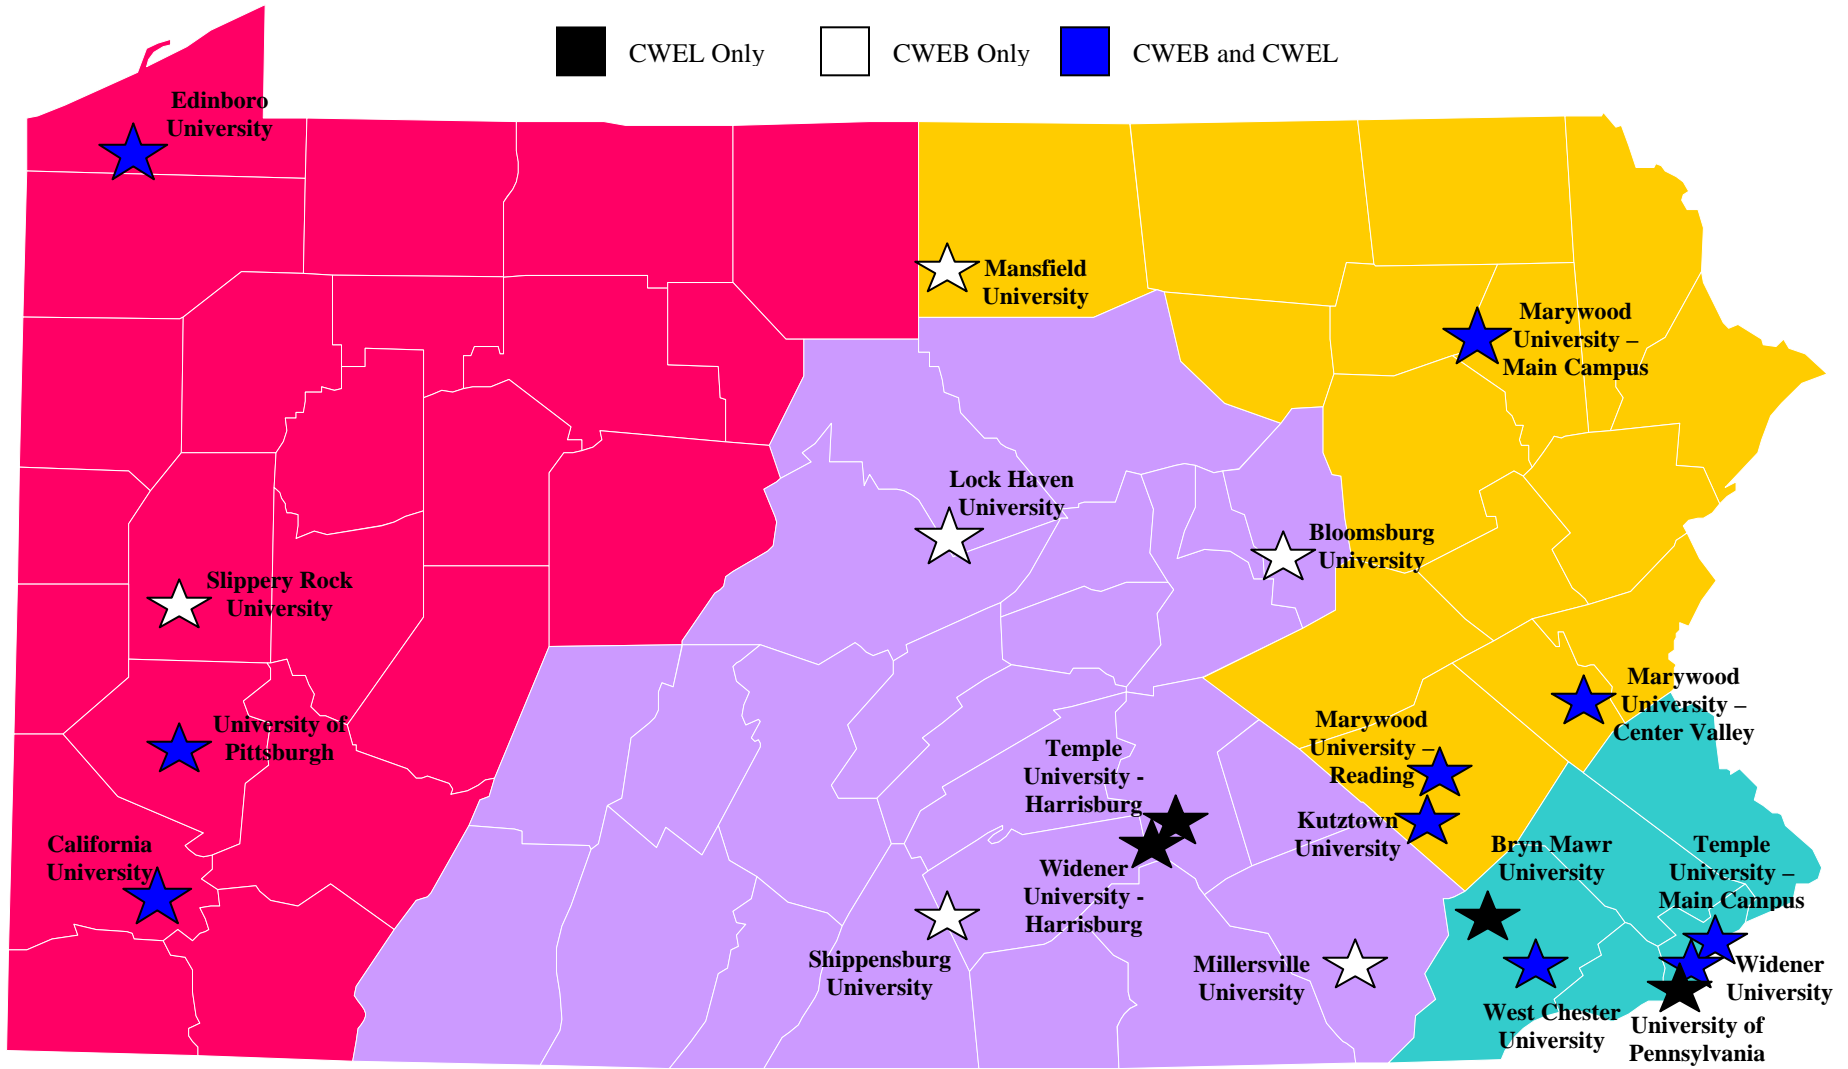 CWEL Only
CWEB Only
CWEB and CWEL
Edinboro
University
Mansfield
University
Marywood
University –
Main Campus
Lock Haven
University
Bloomsburg
University
Slippery Rock
University
University of
Pittsburgh
Marywood
University –
Center Valley
Marywood
University –
Reading
Temple
University -
Harrisburg
Kutztown
University
California
University
Bryn Mawr
University
Temple
University –
Main Campus
Widener
University -
Harrisburg
Shippensburg
University
Millersville
University
Widener
University
West Chester
University
University of
Pennsylvania